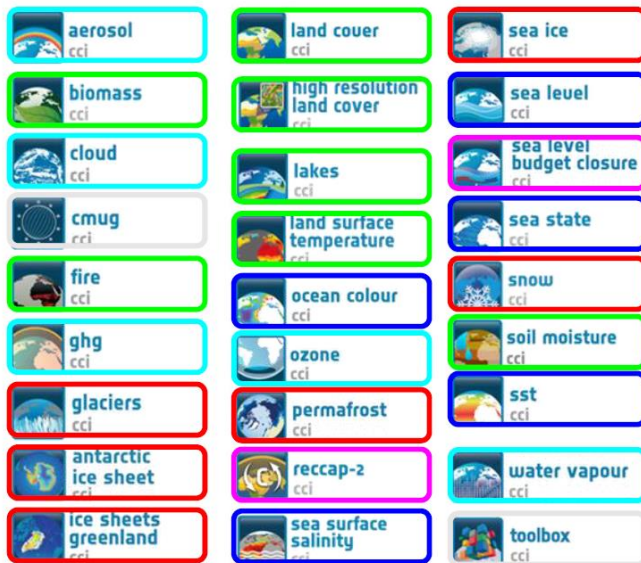 aerosol
cci
biomass
cci
cloud
cci
cmug
cci
fire
cci
ghg
cci
glaciers
cci
antarctic
ice sheet
cci
ice sheets
greenland
cci
land cover
cci
high resolution
land cover
cci
lakes
cci
land surface
temperature
cci
ocean colour
cci
ozone
cci
permafrost
cci
reccap-2
cci
sea surface
salinity
cci
sea ice
cci
sea level
cci
sea level
budget closure
cci
sea state
cci
snow
cci
soil moisture
cci
sst
cci
water vapour
cci
toolbox
cci